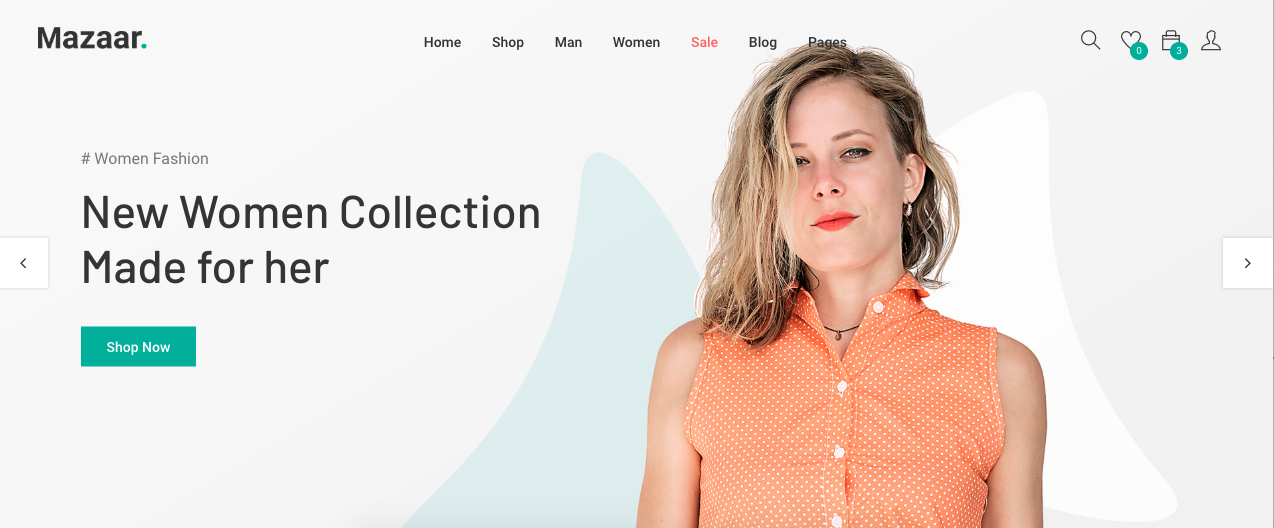 Mazaar.
Home Shop Man Women Sale Blog Pages
0 3
# Women Fashion
New Women Collection
Made for her
Shop Now